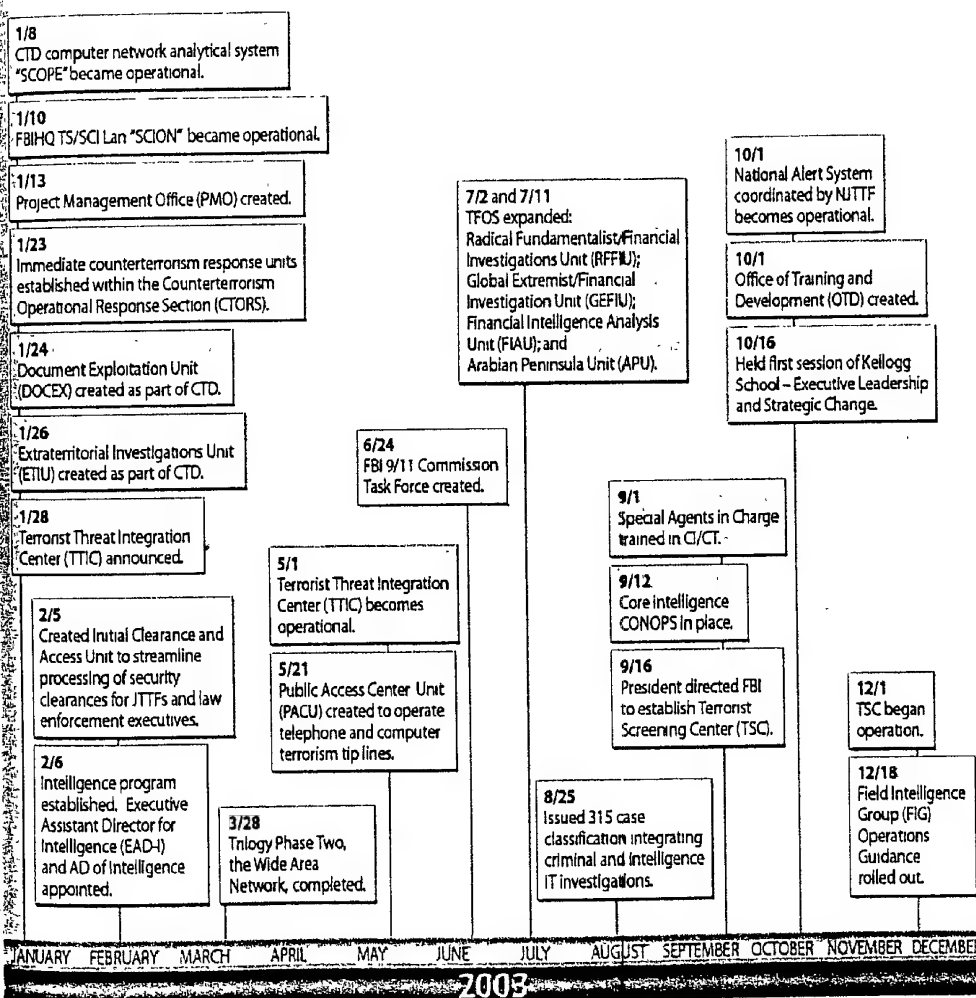 1/8
CTD computer network analytical system
"SCOPE" became operational.
1/10
FBIHQ TS/SCI Lan "SCION" became operational.
1/13
Project Management Office (PMO) created.
1/23
Immediate counterterrorism response units
established within the Counterterrorism
Operational Response Section (CTORS).
1/24
Document Exploitation Unit
(DOCEX) created as part of CTD.
1/26
Extraterritorial Investigations Unit
(ETIU) created as part of CTD.
1/28
Terrorist Threat Integration
Center (TTIC) announced.
2/5
Created Initial Clearance and
Access Unit to streamline
processing of security
clearances for JTTFs and law
enforcement executives.
2/6
Intelligence program
established. Executive
Assistant Director for
Intelligence (EAD-I)
and AD of Intelligence
appointed.
3/28
Trilogy Phase Two,
the Wide Area
Network, completed.
5/1
Terrorist Threat Integration
Center (TTIC) becomes
operational.
5/21
Public Access Center Unit
(PACU) created to operate
telephone and computer
terrorism tip lines.
6/24
FBI 9/11 Commission
Task Force created.
7/2 and 7/11
TFOS expanded:
Radical Fundamentalist/Financial
Investigations Unit (RFFIU);
Global Extremist/Financial
Investigation Unit (GEFIU);
Financial Intelligence Analysis
Unit (FIAU); and
Arabian Peninsula Unit (APU).
8/25
Issued 315 case
classification integrating
criminal and intelligence
IT investigations.
9/1
Special Agents in Charge
trained in CI/CT.
9/12
Core intelligence
CONOPS in place.
9/16
President directed FBI
to establish Terrorist
Screening Center (TSC).
10/1
National Alert System
coordinated by NJTTF
becomes operational.
10/1
Office of Training and
Development (OTD) created.
10/16
Held first session of Kellogg
School – Executive Leadership
and Strategic Change.
12/1
TSC began
operation.
12/18
Field Intelligence
Group (FIG)
Operations
Guidance
rolled out.
JANUARY FEBRUARY MARCH APRIL MAY JUNE JULY AUGUST SEPTEMBER OCTOBER NOVEMBER DECEMBER
2003